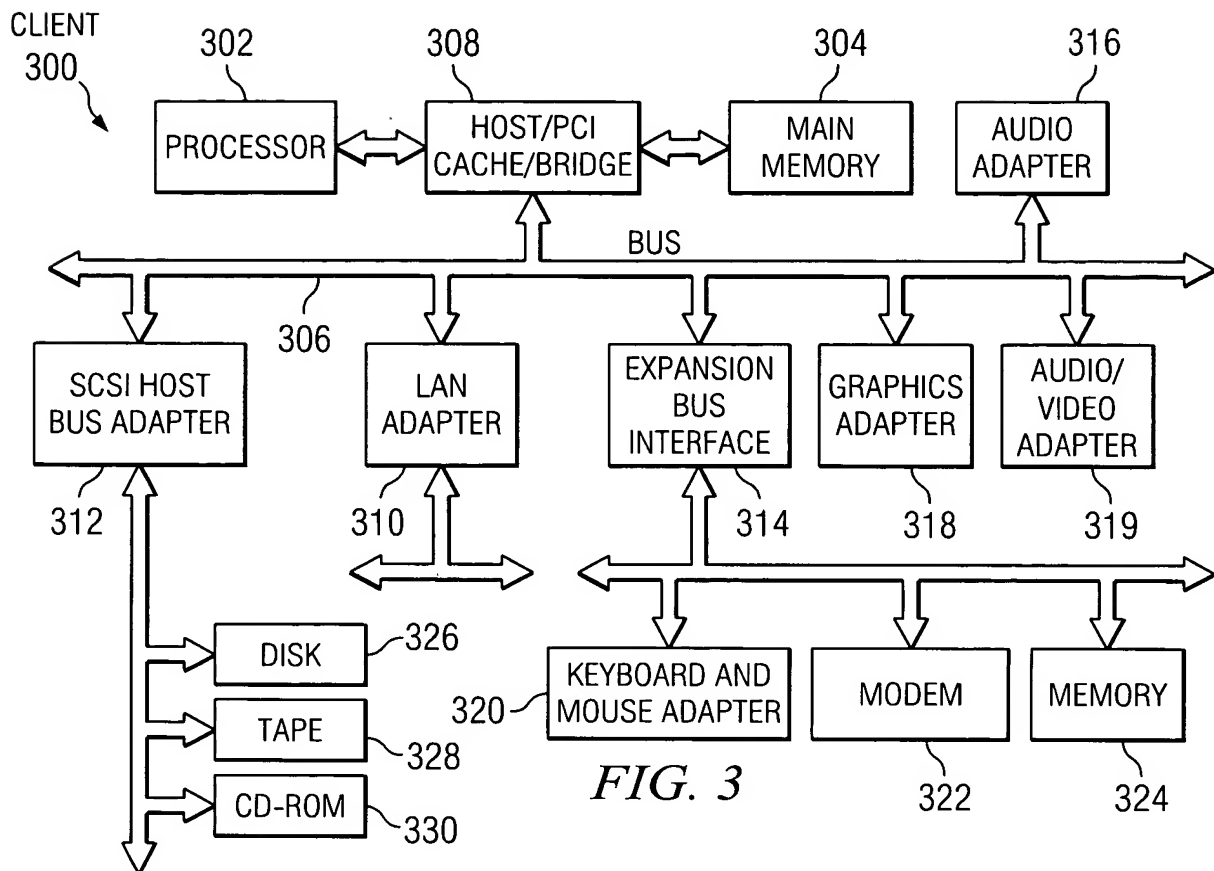 CLIENT
300
302
308
304
316
PROCESSOR
HOST/PCI
CACHE/BRIDGE
MAIN
MEMORY
AUDIO
ADAPTER
BUS
306
SCSI HOST
BUS ADAPTER
LAN
ADAPTER
EXPANSION
BUS
INTERFACE
GRAPHICS
ADAPTER
AUDIO/
VIDEO
ADAPTER
312
310
314
318
319
DISK
326
TAPE
328
CD-ROM
330
320
KEYBOARD AND
MOUSE ADAPTER
MODEM
MEMORY
322
324
FIG. 3